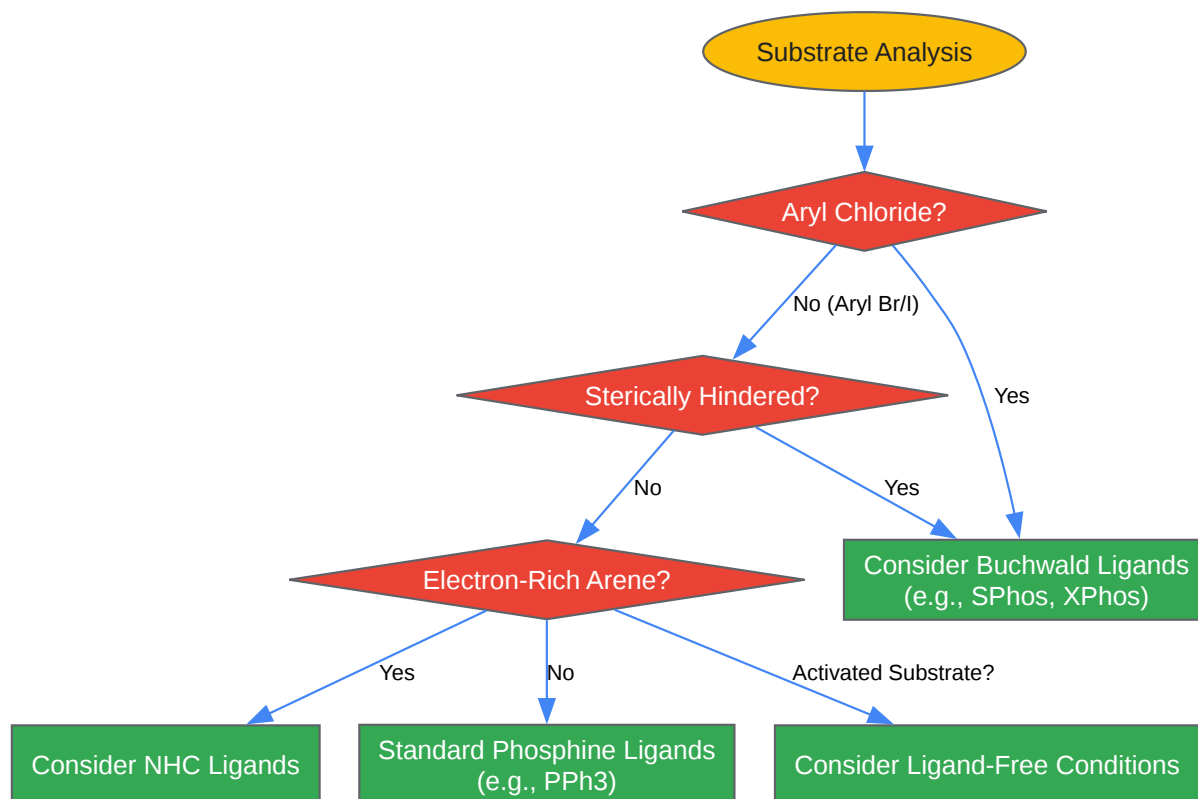 Substrate Analysis
Aryl Chloride?
No (Aryl Br/I)
Yes
Sterically Hindered?
No
Yes
Consider Buchwald Ligands
(e.g., SPhos, XPhos)
Electron-Rich Arene?
Yes
No
Activated Substrate?
Consider NHC Ligands
Standard Phosphine Ligands
(e.g., PPh3)
Consider Ligand-Free Conditions